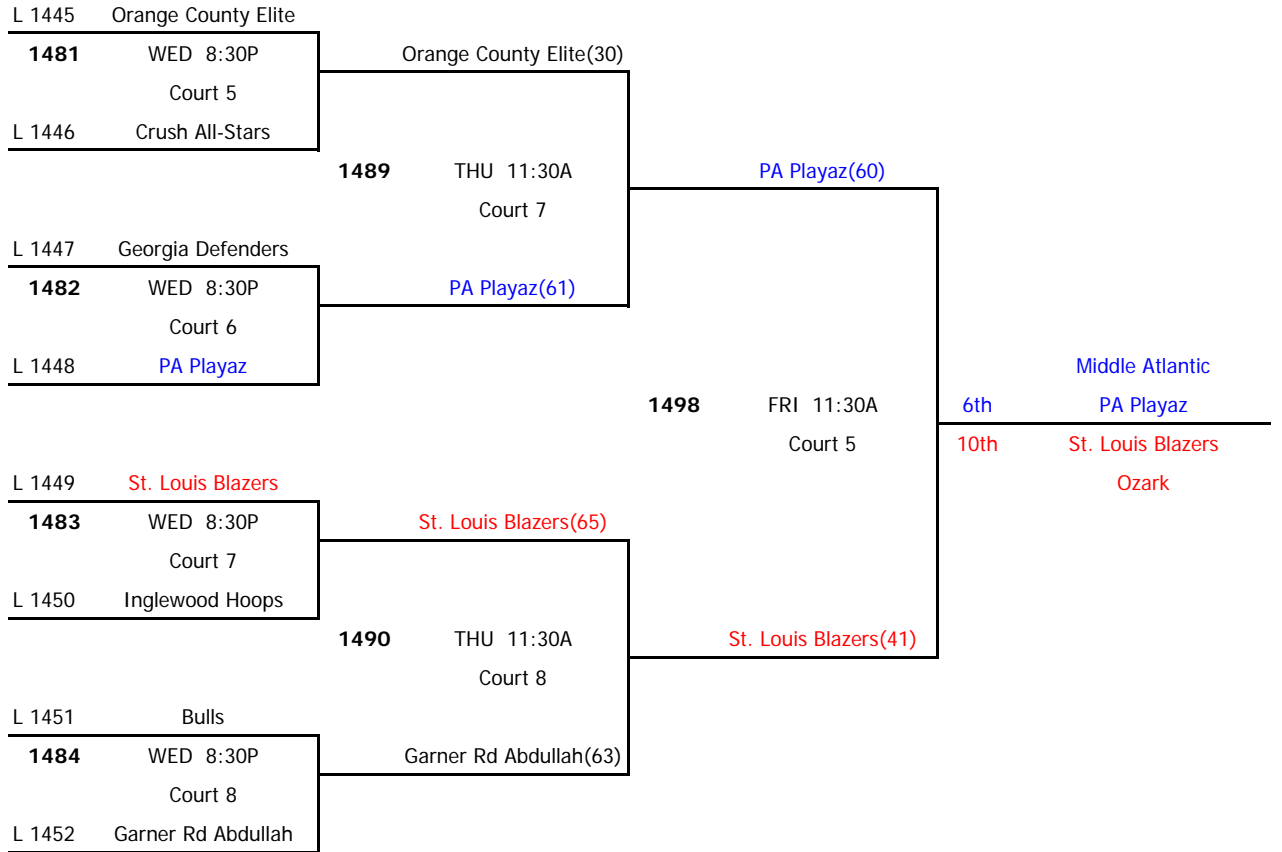 L 1445 Orange County Elite
1481 WED 8:30P Orange County Elite(30)
Court 5
L 1446 Crush All-Stars
1489 THU 11:30A PA Playaz(60)
Court 7
L 1447 Georgia Defenders
1482 WED 8:30P PA Playaz(61)
Court 6
L 1448 PA Playaz Middle Atlantic
1498 FRI 11:30A 6th PA Playaz
Court 5 10th St. Louis Blazers
L 1449 St. Louis Blazers Ozark
1483 WED 8:30P St. Louis Blazers(65)
Court 7
L 1450 Inglewood Hoops
1490 THU 11:30A St. Louis Blazers(41)
Court 8
L 1451 Bulls
1484 WED 8:30P Garner Rd Abdullah(63)
Court 8
L 1452 Garner Rd Abdullah